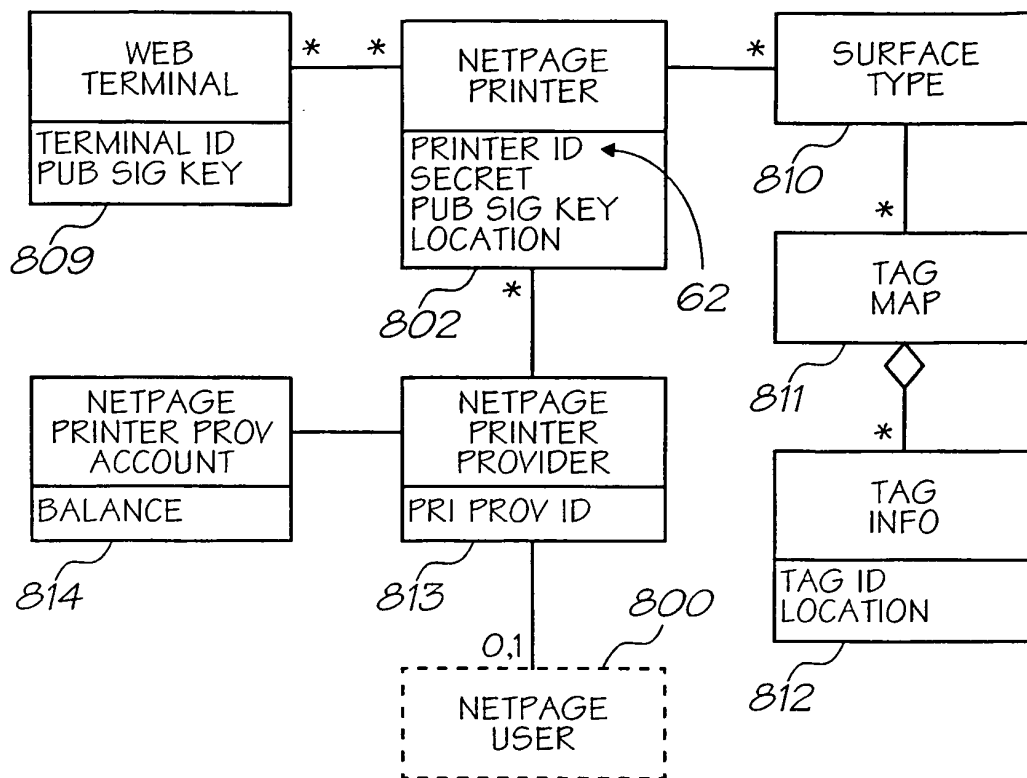 WEB
TERMINAL
TERMINAL ID
PUB SIG KEY
809
*
*
NETPAGE
PRINTER
PRINTER ID
SECRET
PUB SIG KEY
LOCATION
802
62
*
*
SURFACE
TYPE
810
*
TAG
MAP
811
*
NETPAGE
PRINTER PROV
ACCOUNT
BALANCE
814
NETPAGE
PRINTER
PROVIDER
PRI PROV ID
813
TAG
INFO
TAG ID
LOCATION
812
0,1
800
NETPAGE
USER